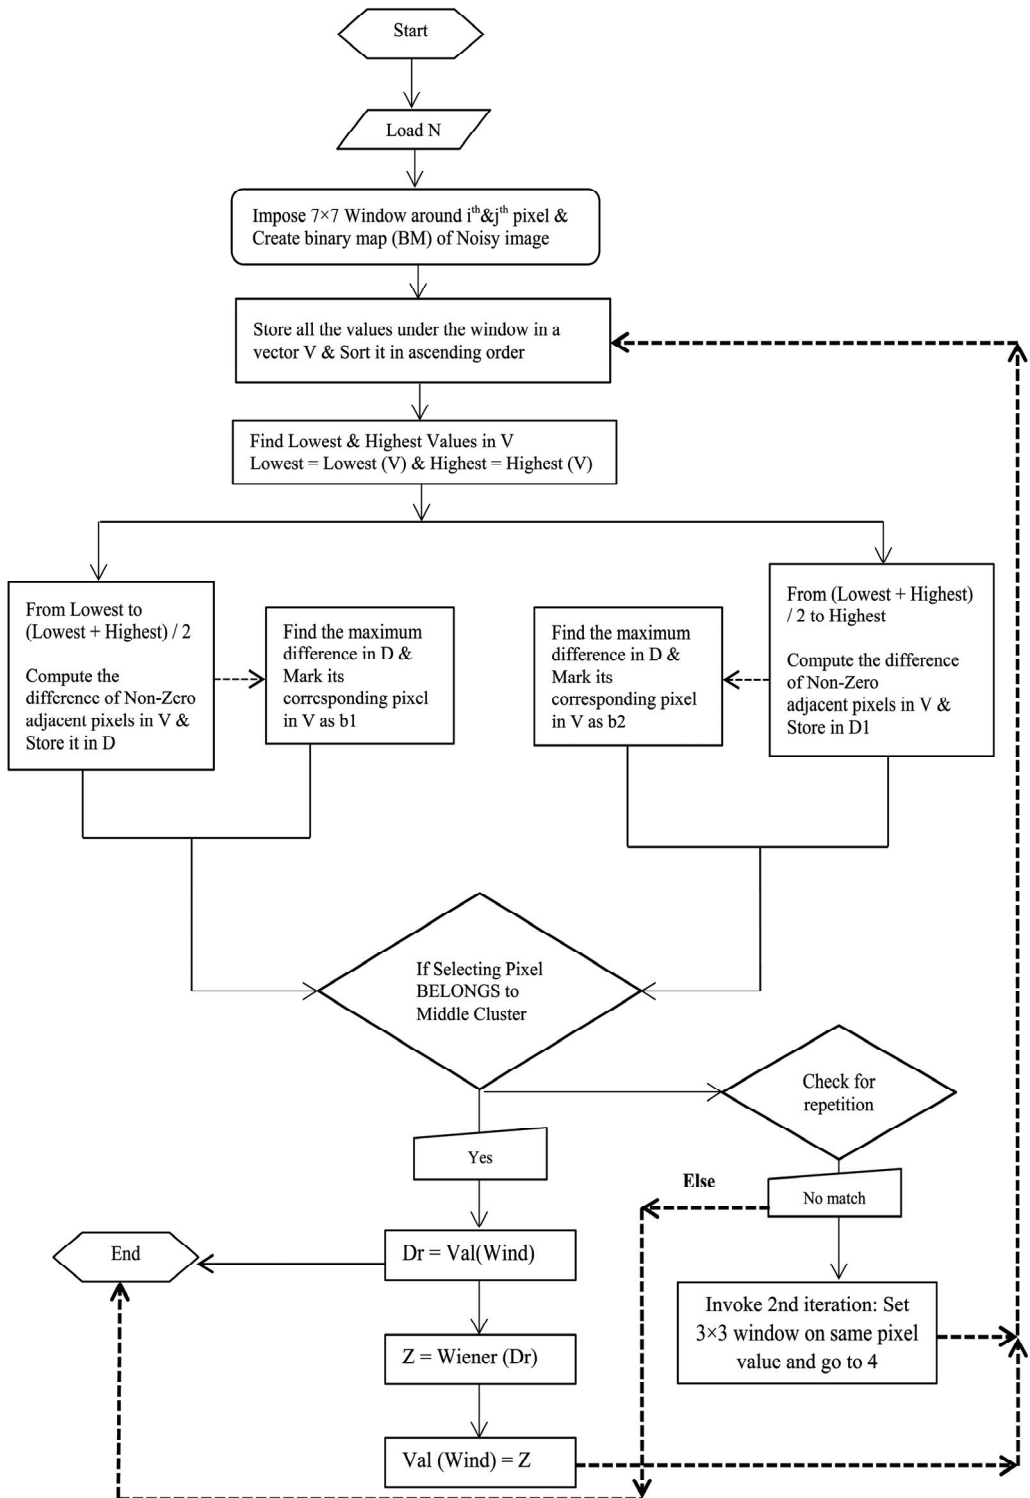 Start
Load N
Impose 7×7 Window around i^th&j^th pixel &
Create binary map (BM) of Noisy image
Store all the values under the window in a
vector V & Sort it in ascending order
Find Lowest & Highest Values in V
Lowest = Lowest (V) & Highest = Highest (V)
From Lowest to
(Lowest + Highest) / 2
Compute the
difference of Non-Zero
adjacent pixels in V &
Store it in D
Find the maximum
difference in D &
Mark its
corresponding pixel
in V as b1
Find the maximum
difference in D &
Mark its
corresponding pixel
in V as b2
From (Lowest + Highest)
/ 2 to Highest
Compute the difference
of Non-Zero
adjacent pixels in V &
Store in D1
If Selecting Pixel
BELONGS to
Middle Cluster
Check for
repetition
Yes
Else
No match
End
Dr = Val(Wind)
Invoke 2nd iteration: Set
3×3 window on same pixel
value and go to 4
Z = Wiener (Dr)
Val (Wind) = Z